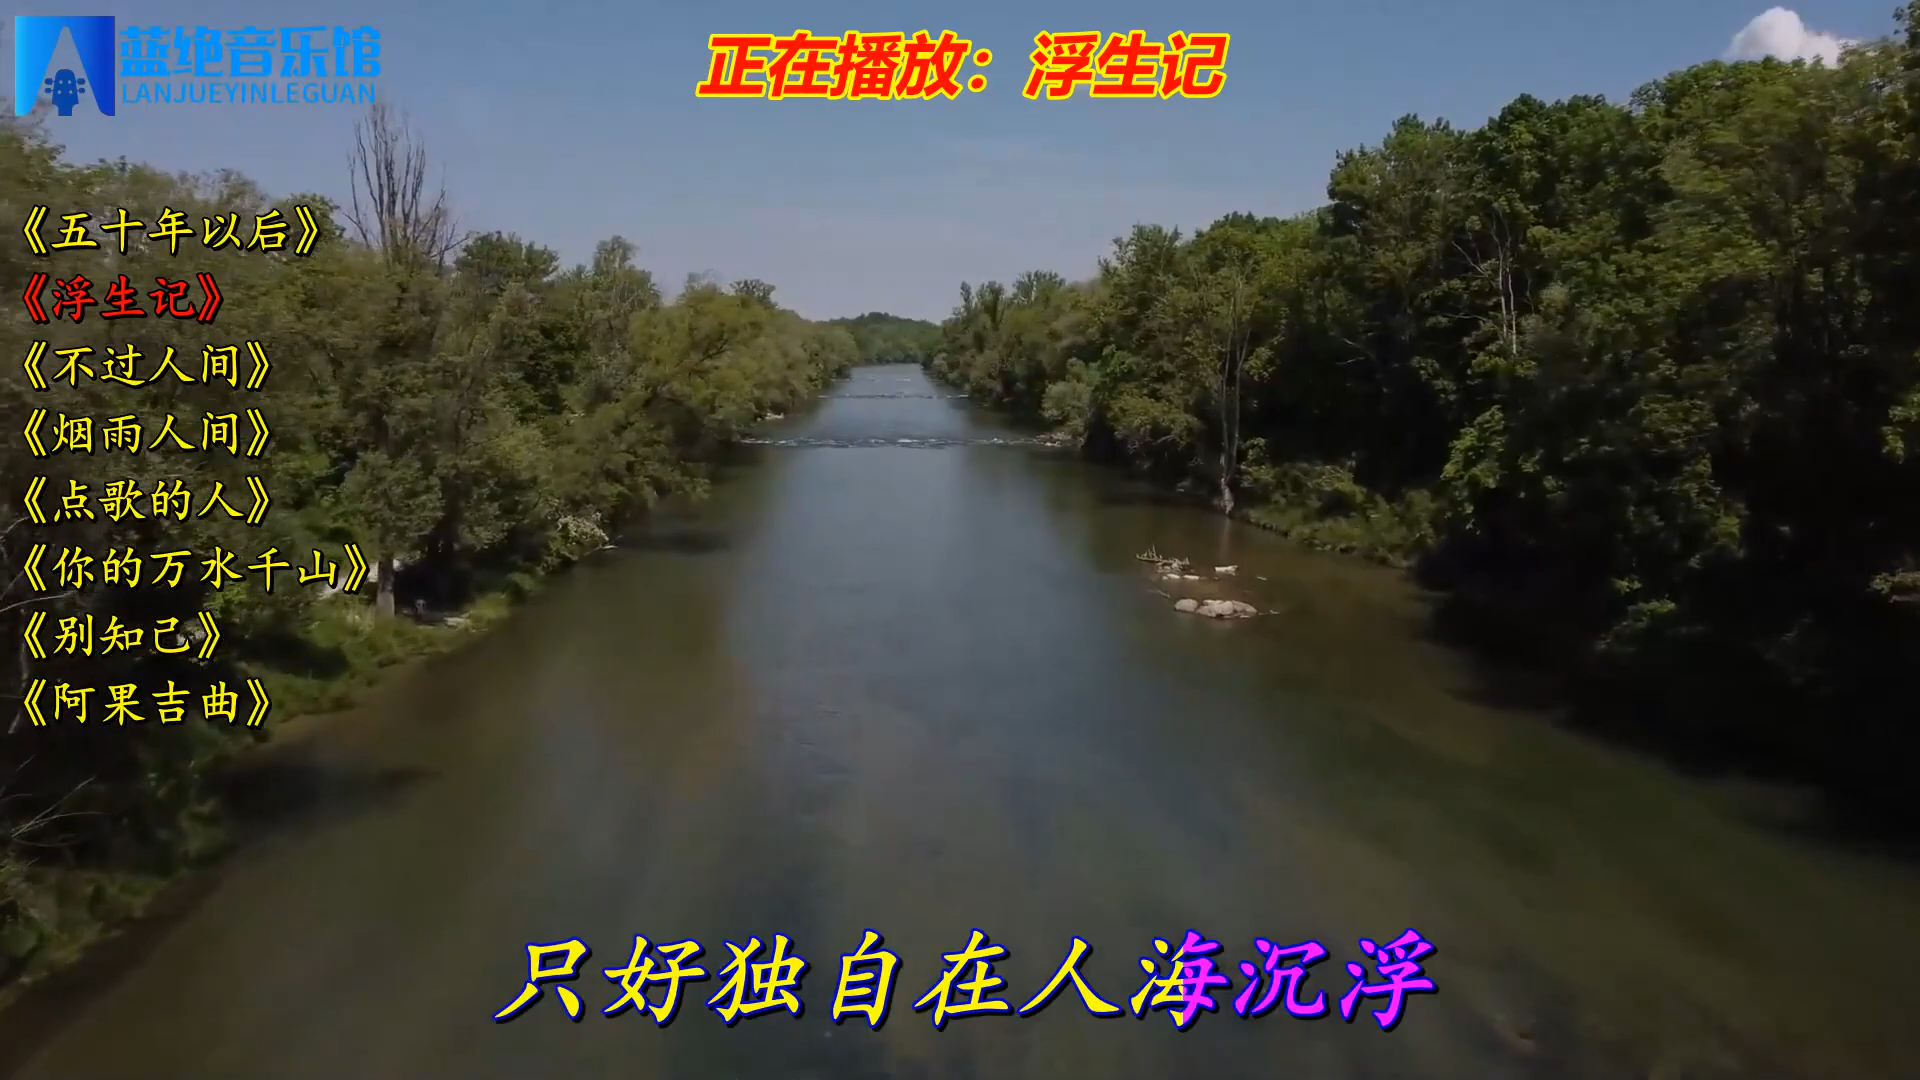 蓝绝音乐馆
LANJUEYINLEGUAN
正在播放：浮生记
《五十年以后》
《浮生记》
《不过人间》
《烟雨人间》
《点歌的人》
《你的万水千山》
《别知己》
《阿果吉曲》
只好独自在人海沉浮